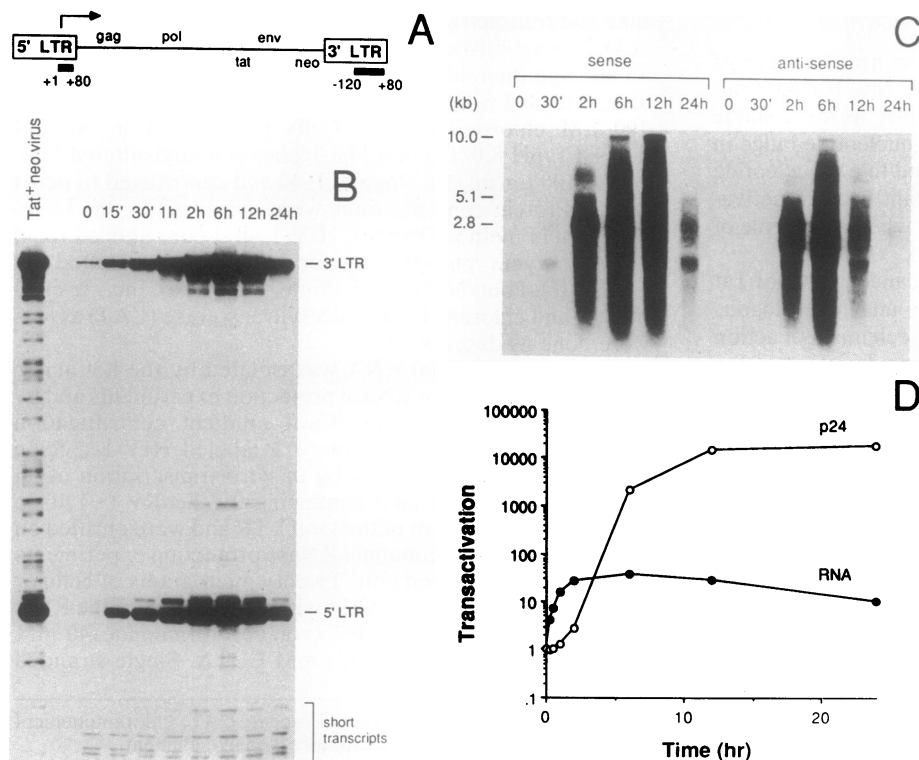 A
gag pol env
5' LTR 3' LTR
tat neo
+1 +80 -120 +80
B
Tat+ neo virus
0 15' 30' 1h 2h 6h 12h 24h
3' LTR
5' LTR
short
transcripts
C
sense anti-sense
(kb) 0 30' 2h 6h 12h 24h 0 30' 2h 6h 12h 24h
10.0
5.1
2.8
D
Transactivation
100000
10000
1000
100
10
1
.1
p24
RNA
0 10 20
Time (hr)